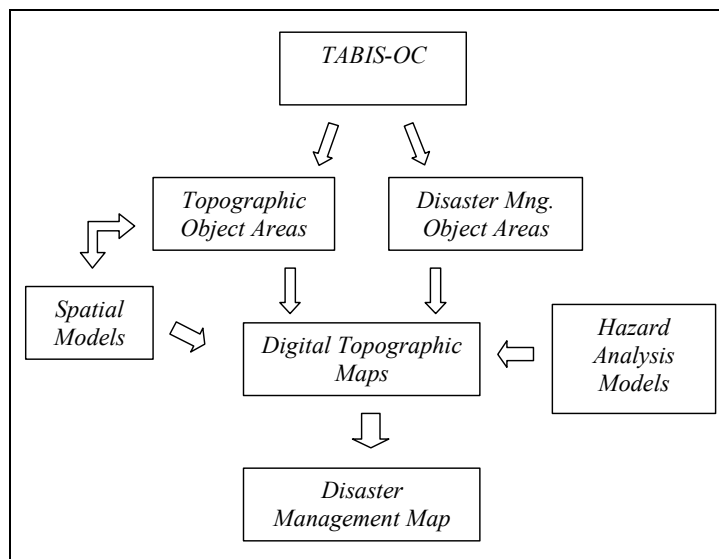 TABIS-OC
Topographic
Object Areas
Disaster Mng.
Object Areas
Spatial
Models
Digital Topographic
Maps
Hazard
Analysis
Models
Disaster
Management Map